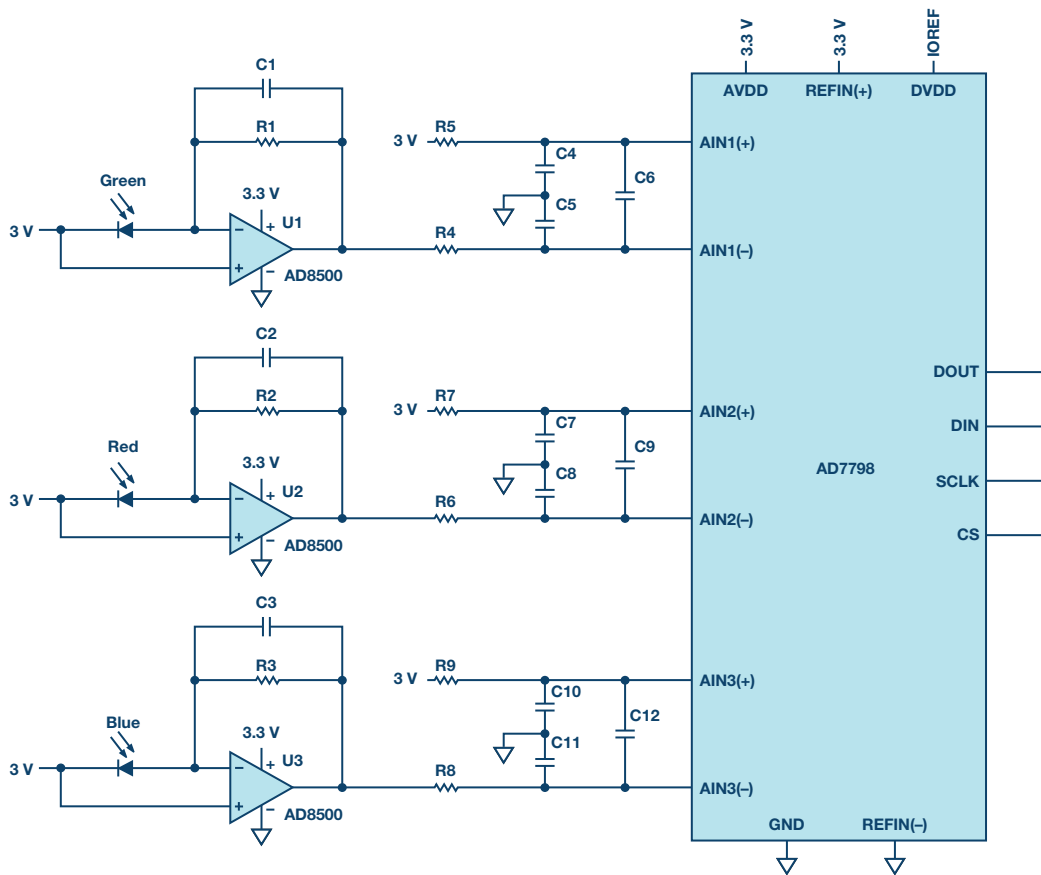 3.3 V
3.3 V
IOREF
AVDD
REFIN(+)
DVDD
C1
R1
Green
3 V
3.3 V
–
+
+
–
U1
AD8500
3 V
R5
C4
C5
C6
R4
AIN1(+)
AIN1(–)
C2
R2
Red
3 V
3.3 V
–
+
+
–
U2
AD8500
3 V
R7
C7
C8
C9
R6
AIN2(+)
AIN2(–)
DOUT
DIN
AD7798
SCLK
CS
C3
R3
Blue
3 V
3.3 V
–
+
+
–
U3
AD8500
3 V
R9
C10
C11
C12
R8
AIN3(+)
AIN3(–)
GND
REFIN(–)